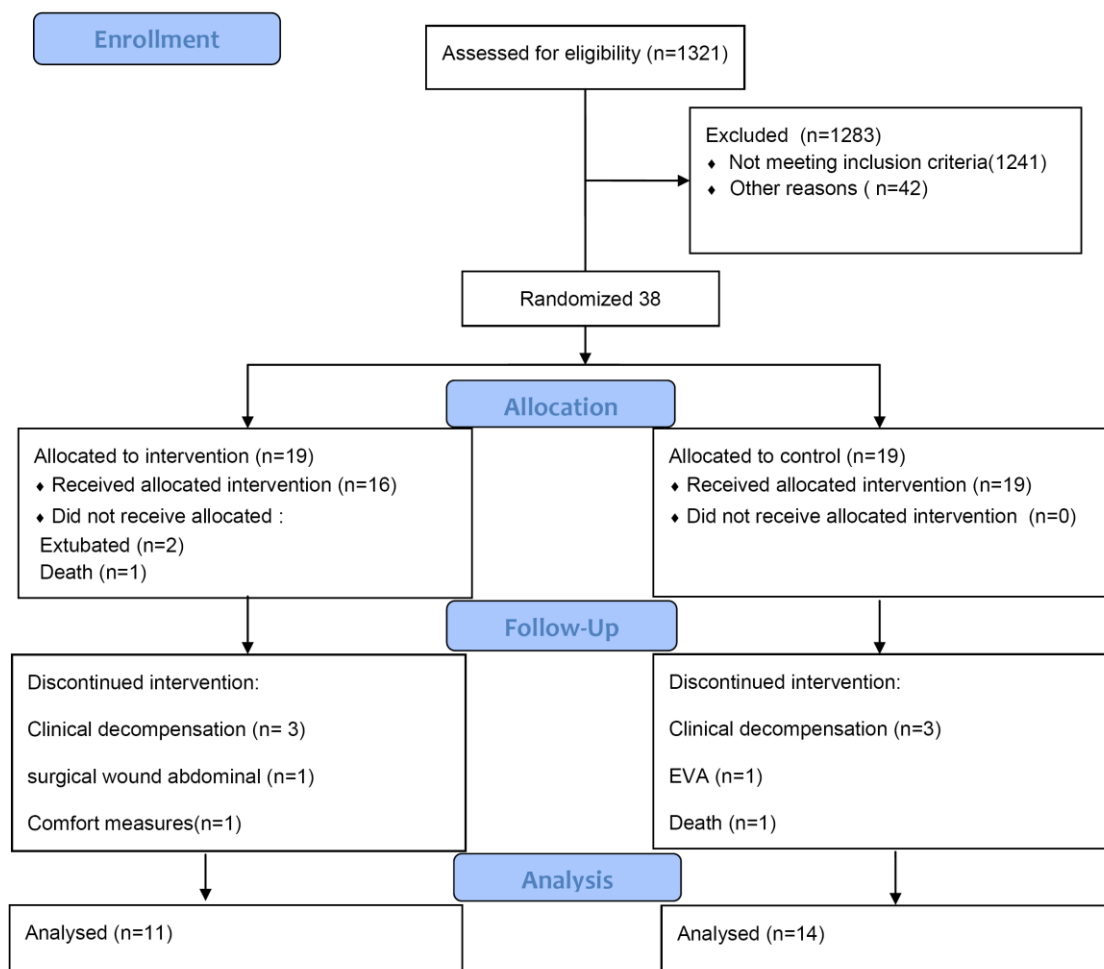 Enrollment
Assessed for eligibility (n=1321)
Excluded (n=1283)
♦ Not meeting inclusion criteria(1241)
♦ Other reasons ( n=42)
Randomized 38
Allocation
Allocated to intervention (n=19)
♦ Received allocated intervention (n=16)
♦ Did not receive allocated :
Extubated (n=2)
Death (n=1)
Allocated to control (n=19)
♦ Received allocated intervention (n=19)
♦ Did not receive allocated intervention (n=0)
Follow-Up
Discontinued intervention:
Clinical decompensation (n= 3)
surgical wound abdominal (n=1)
Comfort measures(n=1)
Discontinued intervention:
Clinical decompensation (n=3)
EVA (n=1)
Death (n=1)
Analysis
Analysed (n=11)
Analysed (n=14)